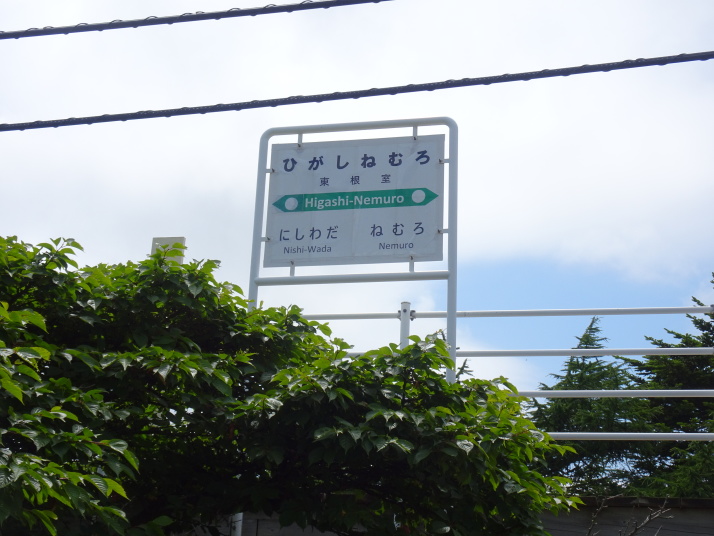 ひがしねむろ
東根室
Higashi-Nemuro
にしわだ ねむろ
Nishi-Wada Nemuro